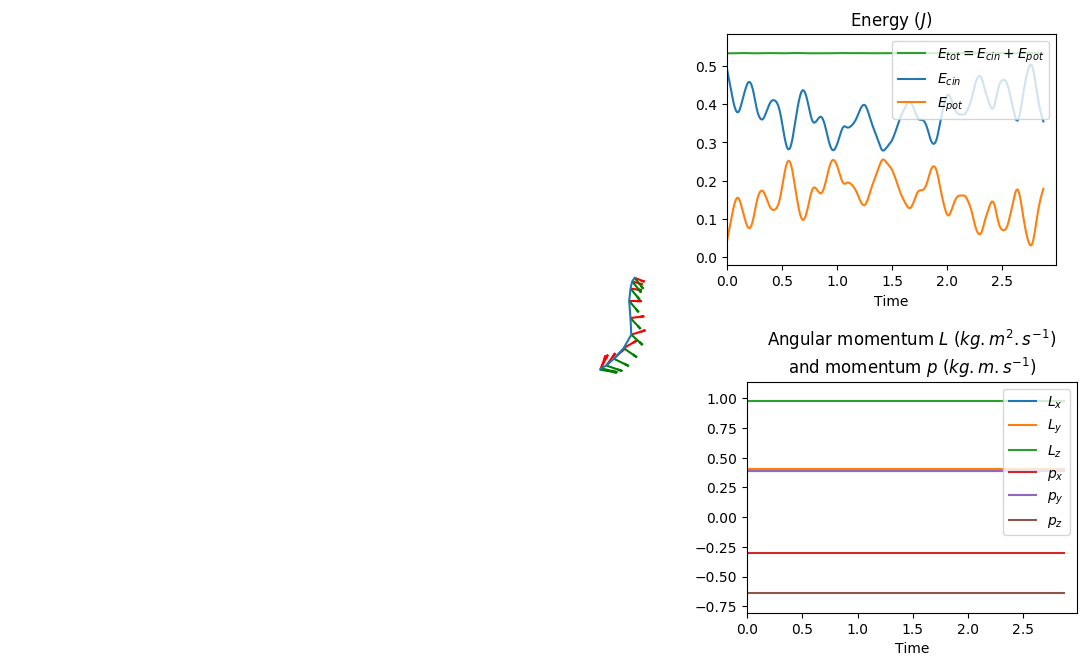 Energy (J)
E_tot = E_cin + E_pot
E_cin
E_pot
0.5
0.4
0.3
0.2
0.1
0.0
0.0 0.5 1.0 1.5 2.0 2.5
Time
Angular momentum L (kg.m².s⁻¹)
and momentum p (kg.m.s⁻¹)
L_x
L_y
L_z
p_x
p_y
p_z
1.00
0.75
0.50
0.25
0.00
−0.25
−0.50
−0.75
0.0 0.5 1.0 1.5 2.0 2.5
Time